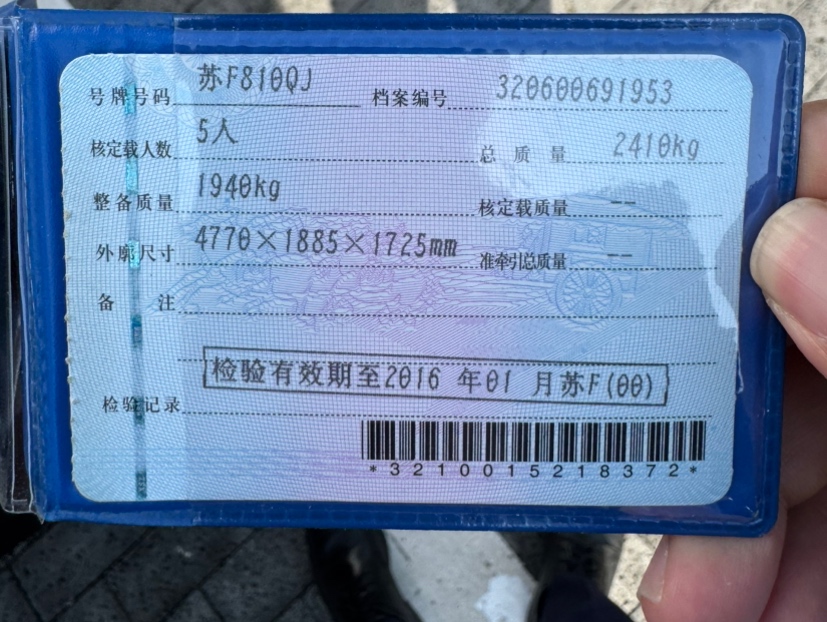 号牌号码 苏F810QJ 档案编号 320600691953
核定载人数 5人 总质量 2410kg
整备质量 1940kg 核定载质量 --
外廓尺寸 4770×1885×1725mm 准牵引总质量 --
备注
检验记录 检验有效期至2016年01月苏F(00)
*3210015218372*